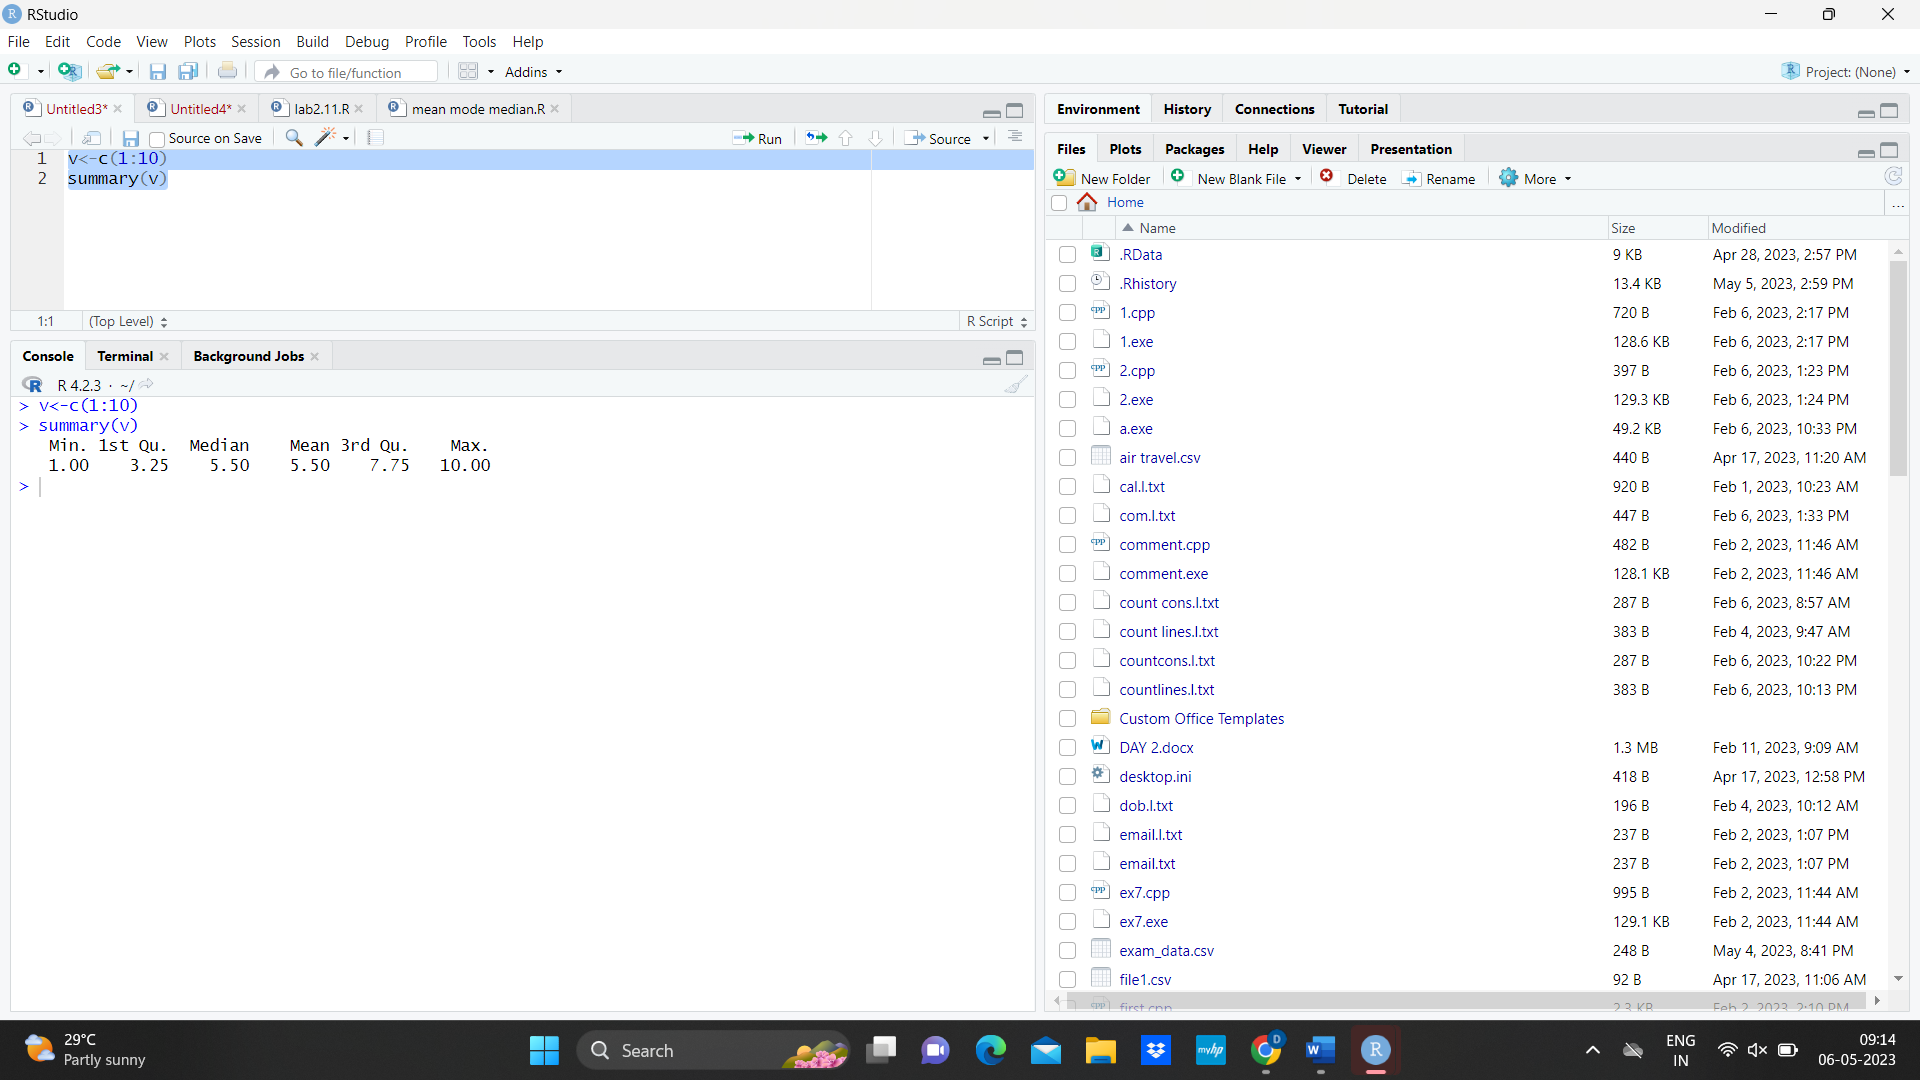 RStudio
File Edit Code View Plots Session Build Debug Profile Tools Help
Go to file/function Addins Project: (None)
Untitled3* Untitled4* lab2.11.R mean mode median.R
Source on Save Run Source
1 v<-c(1:10)
2 summary(v)
1:1 (Top Level) R Script
Console Terminal Background Jobs
R 4.2.3 · ~/
> v<-c(1:10)
> summary(v)
Min. 1st Qu. Median Mean 3rd Qu. Max.
1.00 3.25 5.50 5.50 7.75 10.00
>
Environment History Connections Tutorial
Files Plots Packages Help Viewer Presentation
New Folder New Blank File Delete Rename More
Home ...
Name Size Modified
.RData 9 KB Apr 28, 2023, 2:57 PM
.Rhistory 13.4 KB May 5, 2023, 2:59 PM
1.cpp 720 B Feb 6, 2023, 2:17 PM
1.exe 128.6 KB Feb 6, 2023, 2:17 PM
2.cpp 397 B Feb 6, 2023, 1:23 PM
2.exe 129.3 KB Feb 6, 2023, 1:24 PM
a.exe 49.2 KB Feb 6, 2023, 10:33 PM
air travel.csv 440 B Apr 17, 2023, 11:20 AM
cal.l.txt 920 B Feb 1, 2023, 10:23 AM
com.l.txt 447 B Feb 6, 2023, 1:33 PM
comment.cpp 482 B Feb 2, 2023, 11:46 AM
comment.exe 128.1 KB Feb 2, 2023, 11:46 AM
count cons.l.txt 287 B Feb 6, 2023, 8:57 AM
count lines.l.txt 383 B Feb 4, 2023, 9:47 AM
countcons.l.txt 287 B Feb 6, 2023, 10:22 PM
countlines.l.txt 383 B Feb 6, 2023, 10:13 PM
Custom Office Templates
DAY 2.docx 1.3 MB Feb 11, 2023, 9:09 AM
desktop.ini 418 B Apr 17, 2023, 12:58 PM
dob.l.txt 196 B Feb 4, 2023, 10:12 AM
email.l.txt 237 B Feb 2, 2023, 1:07 PM
email.txt 237 B Feb 2, 2023, 1:07 PM
ex7.cpp 995 B Feb 2, 2023, 11:44 AM
ex7.exe 129.1 KB Feb 2, 2023, 11:44 AM
exam_data.csv 248 B May 4, 2023, 8:41 PM
file1.csv 92 B Apr 17, 2023, 11:06 AM
first.cpp 2.3 KB Feb 2, 2023, 2:10 PM
29°C
Partly sunny
Search
myhp
D
ENG
IN
09:14
06-05-2023